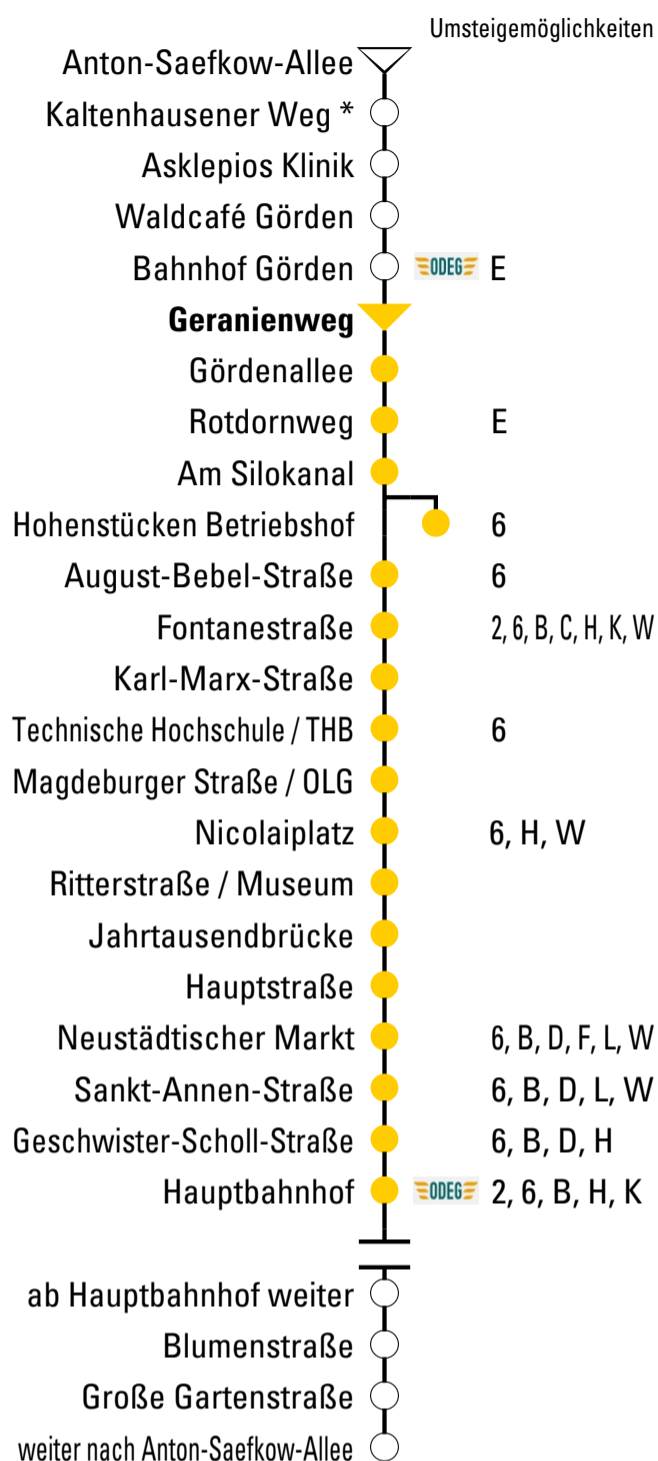 Umsteigemöglichkeiten
Anton-Saefkow-Allee
Kaltenhausener Weg *
Asklepios Klinik
Waldcafé Görden
Bahnhof Görden ODEG E
Geranienweg
Gördenallee
Rotdornweg E
Am Silokanal
Hohenstücken Betriebshof 6
August-Bebel-Straße 6
Fontanestraße 2, 6, B, C, H, K, W
Karl-Marx-Straße
Technische Hochschule / THB 6
Magdeburger Straße / OLG
Nicolaiplatz 6, H, W
Ritterstraße / Museum
Jahrtausendbrücke
Hauptstraße
Neustädtischer Markt 6, B, D, F, L, W
Sankt-Annen-Straße 6, B, D, L, W
Geschwister-Scholl-Straße 6, B, D, H
Hauptbahnhof ODEG 2, 6, B, H, K
ab Hauptbahnhof weiter
Blumenstraße
Große Gartenstraße
weiter nach Anton-Saefkow-Allee